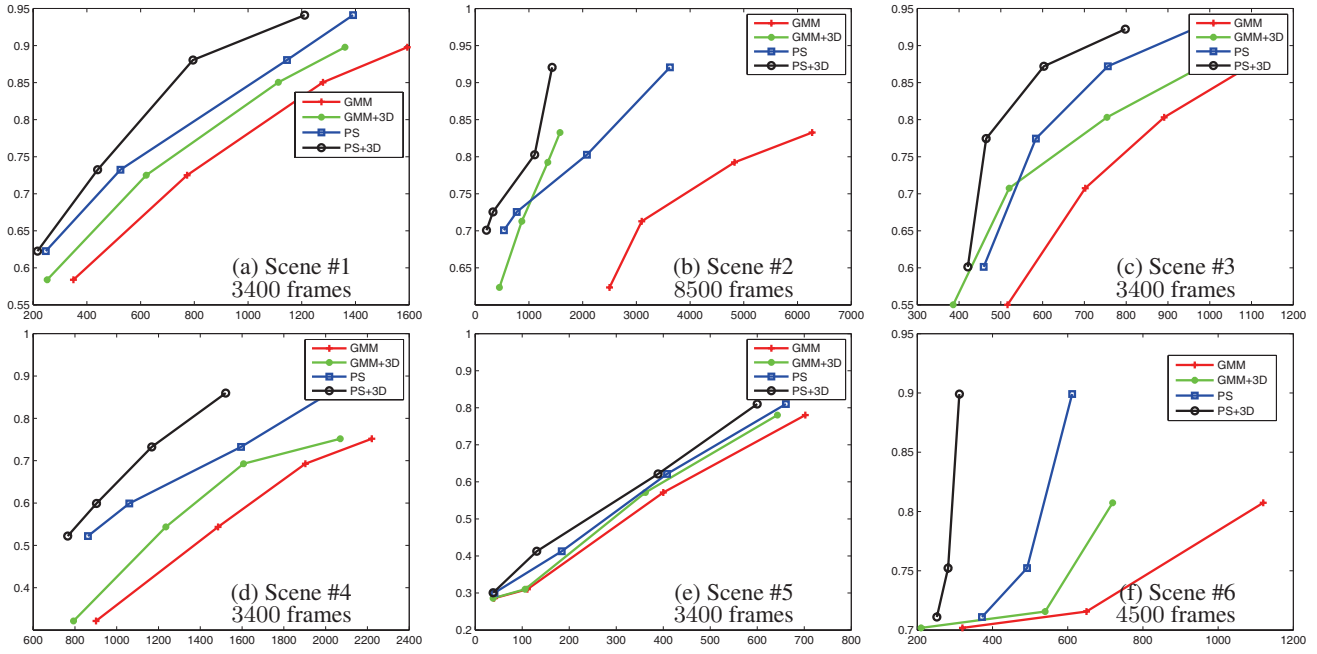 0.95
0.9
0.85
0.8
0.75
0.7
0.65
0.6
0.55
200 400 600 800 1000 1200 1400 1600
GMM
GMM+3D
PS
PS+3D
(a) Scene #1
3400 frames
1
0.95
0.9
0.85
0.8
0.75
0.7
0.65
0 1000 2000 3000 4000 5000 6000 7000
GMM
GMM+3D
PS
PS+3D
(b) Scene #2
8500 frames
0.95
0.9
0.85
0.8
0.75
0.7
0.65
0.6
0.55
300 400 500 600 700 800 900 1000 1100 1200
GMM
GMM+3D
PS
PS+3D
(c) Scene #3
3400 frames
1
0.9
0.8
0.7
0.6
0.5
0.4
600 800 1000 1200 1400 1600 1800 2000 2200 2400
GMM
GMM+3D
PS
PS+3D
(d) Scene #4
3400 frames
1
0.9
0.8
0.7
0.6
0.5
0.4
0.3
0.2
0 100 200 300 400 500 600 700 800
GMM
GMM+3D
PS
PS+3D
(e) Scene #5
3400 frames
0.95
0.9
0.85
0.8
0.75
0.7
200 400 600 800 1000 1200
GMM
GMM+3D
PS
PS+3D
(f) Scene #6
4500 frames